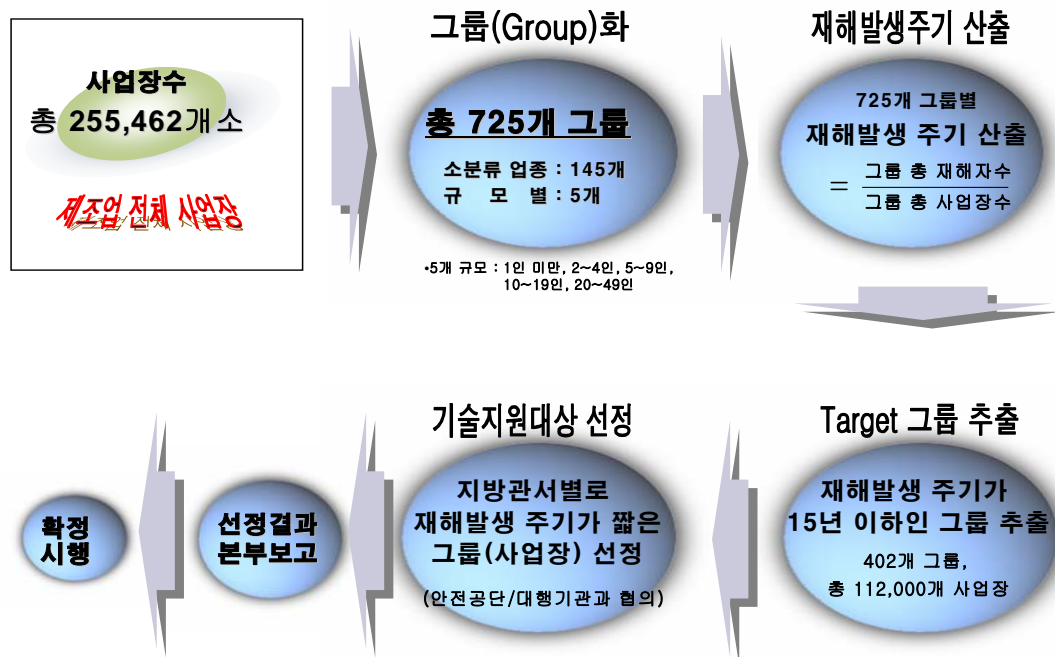 사업장수
총 255,462개소
제조업 전체 사업장
그룹(Group)화
총 725개 그룹
소분류 업종 : 145개
규 모 별 : 5개
•5개 규모 : 1인 미만, 2~4인, 5~9인,
10~19인, 20~49인
재해발생주기 산출
725개 그룹별
재해발생 주기 산출
= 그룹 총 재해자수
그룹 총 사업장수
Target 그룹 추출
재해발생 주기가
15년 이하인 그룹 추출
402개 그룹,
총 112,000개 사업장
기술지원대상 선정
지방관서별로
재해발생 주기가 짧은
그룹(사업장) 선정
(안전공단/대행기관과 협의)
선정결과
본부보고
확정
시행